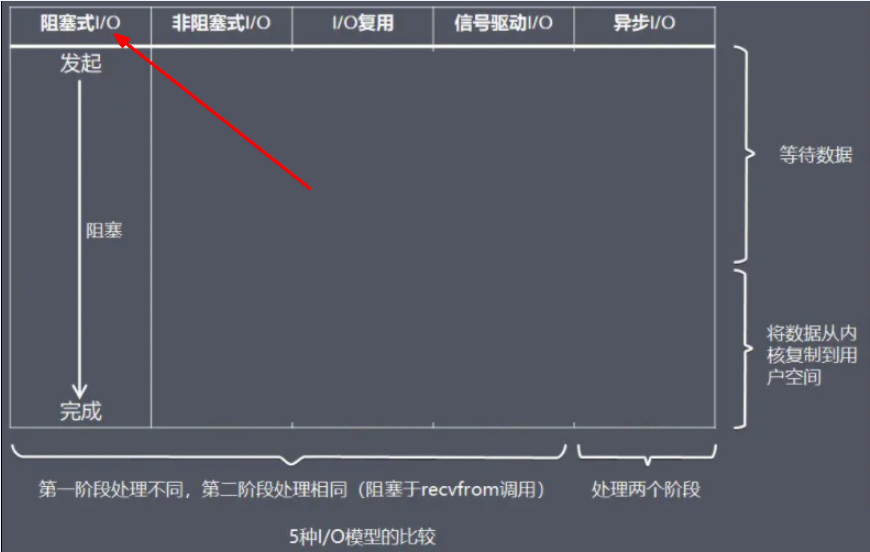 阻塞式I/O 非阻塞式I/O I/O复用 信号驱动I/O 异步I/O
发起
等待数据
阻塞
将数据从内
核复制到用
户空间
完成
第一阶段处理不同，第二阶段处理相同（阻塞于recvfrom调用） 处理两个阶段
5种I/O模型的比较